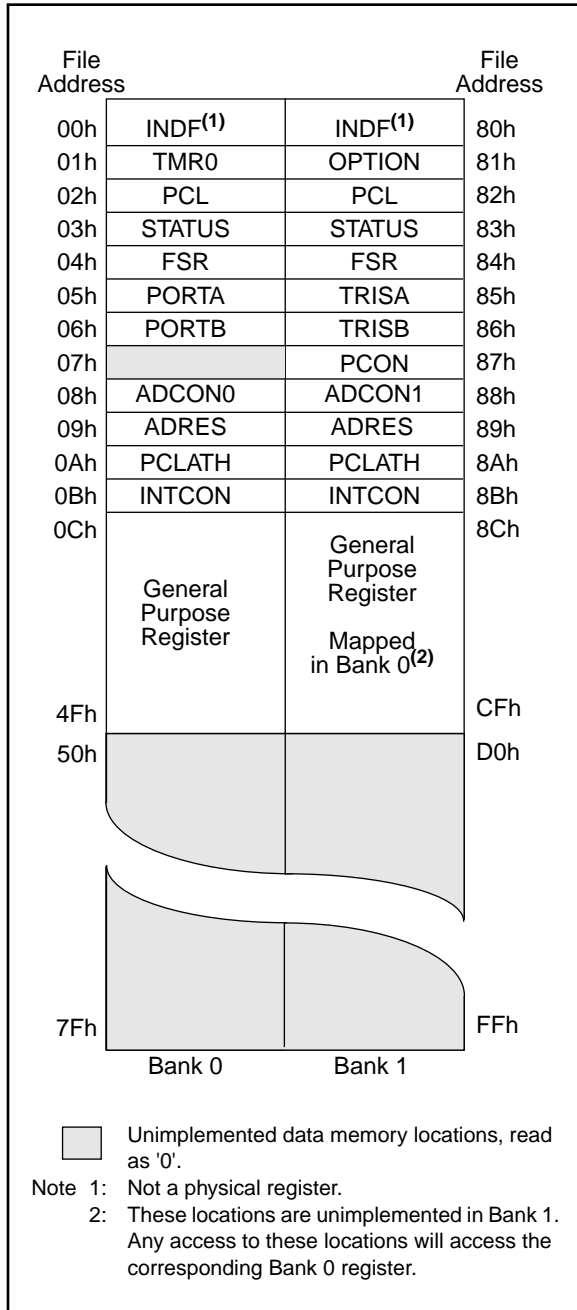 File Address File Address
00h INDF(1) INDF(1) 80h
01h TMR0 OPTION 81h
02h PCL PCL 82h
03h STATUS STATUS 83h
04h FSR FSR 84h
05h PORTA TRISA 85h
06h PORTB TRISB 86h
07h PCON 87h
08h ADCON0 ADCON1 88h
09h ADRES ADRES 89h
0Ah PCLATH PCLATH 8Ah
0Bh INTCON INTCON 8Bh
0Ch 8Ch
General
Purpose
Register
General
Purpose
Register
Mapped
in Bank 0(2)
4Fh CFh
50h D0h
7Fh FFh
Bank 0 Bank 1
Unimplemented data memory locations, read
as '0'.
Note 1: Not a physical register.
2: These locations are unimplemented in Bank 1.
Any access to these locations will access the
corresponding Bank 0 register.